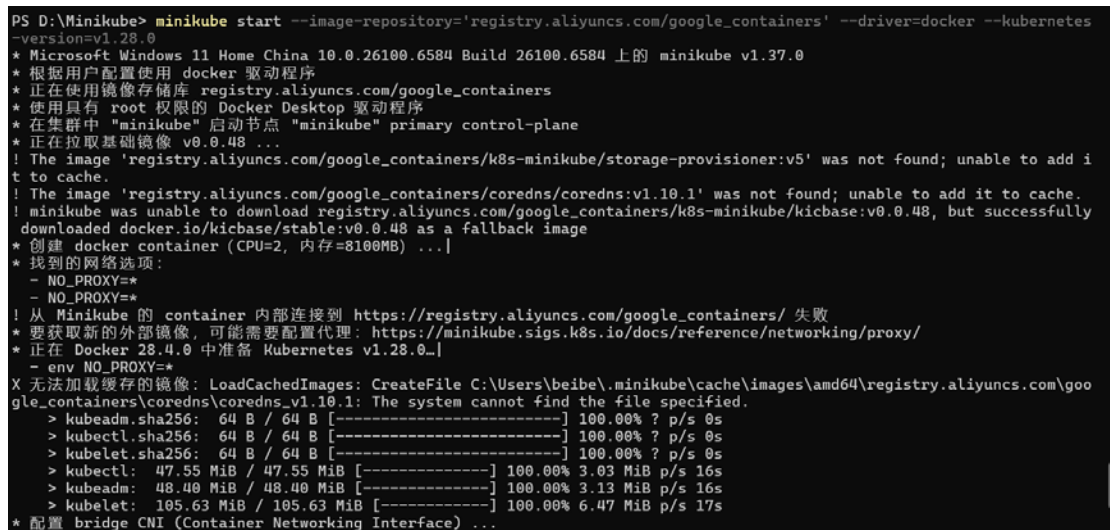 PS D:\Minikube> minikube start --image-repository='registry.aliyuncs.com/google_containers' --driver=docker --kubernetes
-version=v1.28.0
* Microsoft Windows 11 Home China 10.0.26100.6584 Build 26100.6584 上的 minikube v1.37.0
* 根据用户配置使用 docker 驱动程序
* 正在使用镜像存储库 registry.aliyuncs.com/google_containers
* 使用具有 root 权限的 Docker Desktop 驱动程序
* 在集群中 "minikube" 启动节点 "minikube" primary control-plane
* 正在拉取基础镜像 v0.0.48 ...
! The image 'registry.aliyuncs.com/google_containers/k8s-minikube/storage-provisioner:v5' was not found; unable to add i
t to cache.
! The image 'registry.aliyuncs.com/google_containers/coredns/coredns:v1.10.1' was not found; unable to add it to cache.
! minikube was unable to download registry.aliyuncs.com/google_containers/k8s-minikube/kicbase:v0.0.48, but successfully
 downloaded docker.io/kicbase/stable:v0.0.48 as a fallback image
* 创建 docker container（CPU=2，内存=8100MB）...|
* 找到的网络选项：
  - NO_PROXY=*
  - NO_PROXY=*
! 从 Minikube 的 container 内部连接到 https://registry.aliyuncs.com/google_containers/ 失败
* 要获取新的外部镜像，可能需要配置代理：https://minikube.sigs.k8s.io/docs/reference/networking/proxy/
* 正在 Docker 28.4.0 中准备 Kubernetes v1.28.0…|
  - env NO_PROXY=*
X 无法加载缓存的镜像：LoadCachedImages: CreateFile C:\Users\beibe\.minikube\cache\images\amd64\registry.aliyuncs.com\goo
gle_containers\coredns\coredns_v1.10.1: The system cannot find the file specified.
    > kubeadm.sha256:  64 B / 64 B [-------------------------] 100.00% ? p/s 0s
    > kubectl.sha256:  64 B / 64 B [-------------------------] 100.00% ? p/s 0s
    > kubelet.sha256:  64 B / 64 B [-------------------------] 100.00% ? p/s 0s
    > kubectl:  47.55 MiB / 47.55 MiB [--------------] 100.00% 3.03 MiB p/s 16s
    > kubeadm:  48.40 MiB / 48.40 MiB [--------------] 100.00% 3.13 MiB p/s 16s
    > kubelet:  105.63 MiB / 105.63 MiB [------------] 100.00% 6.47 MiB p/s 17s
* 配置 bridge CNI (Container Networking Interface) ...